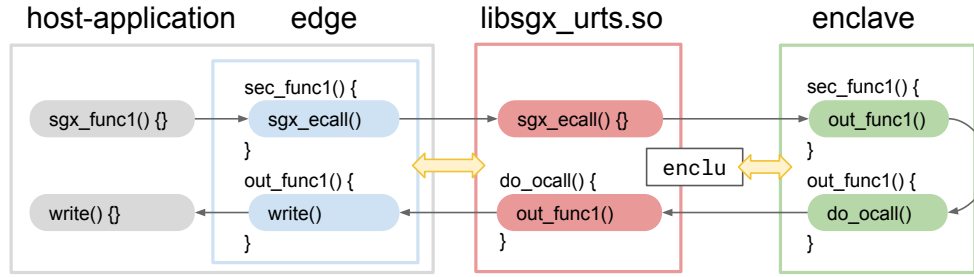 host-application
edge
libsgx_urts.so
enclave
sec_func1() {
sec_func1() {
sgx_func1() {}
sgx_ecall()
sgx_ecall() {}
out_func1()
}
}
enclu
out_func1() {
do_ocall() {
out_func1() {
write() {}
write()
out_func1()
do_ocall()
}
}
}